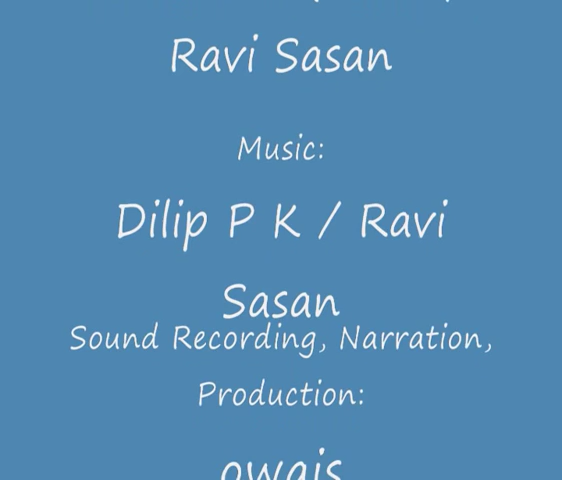 Ravi Sasan
Music:
Dilip P K / Ravi
Sasan
Sound Recording, Narration,
Production:
owais